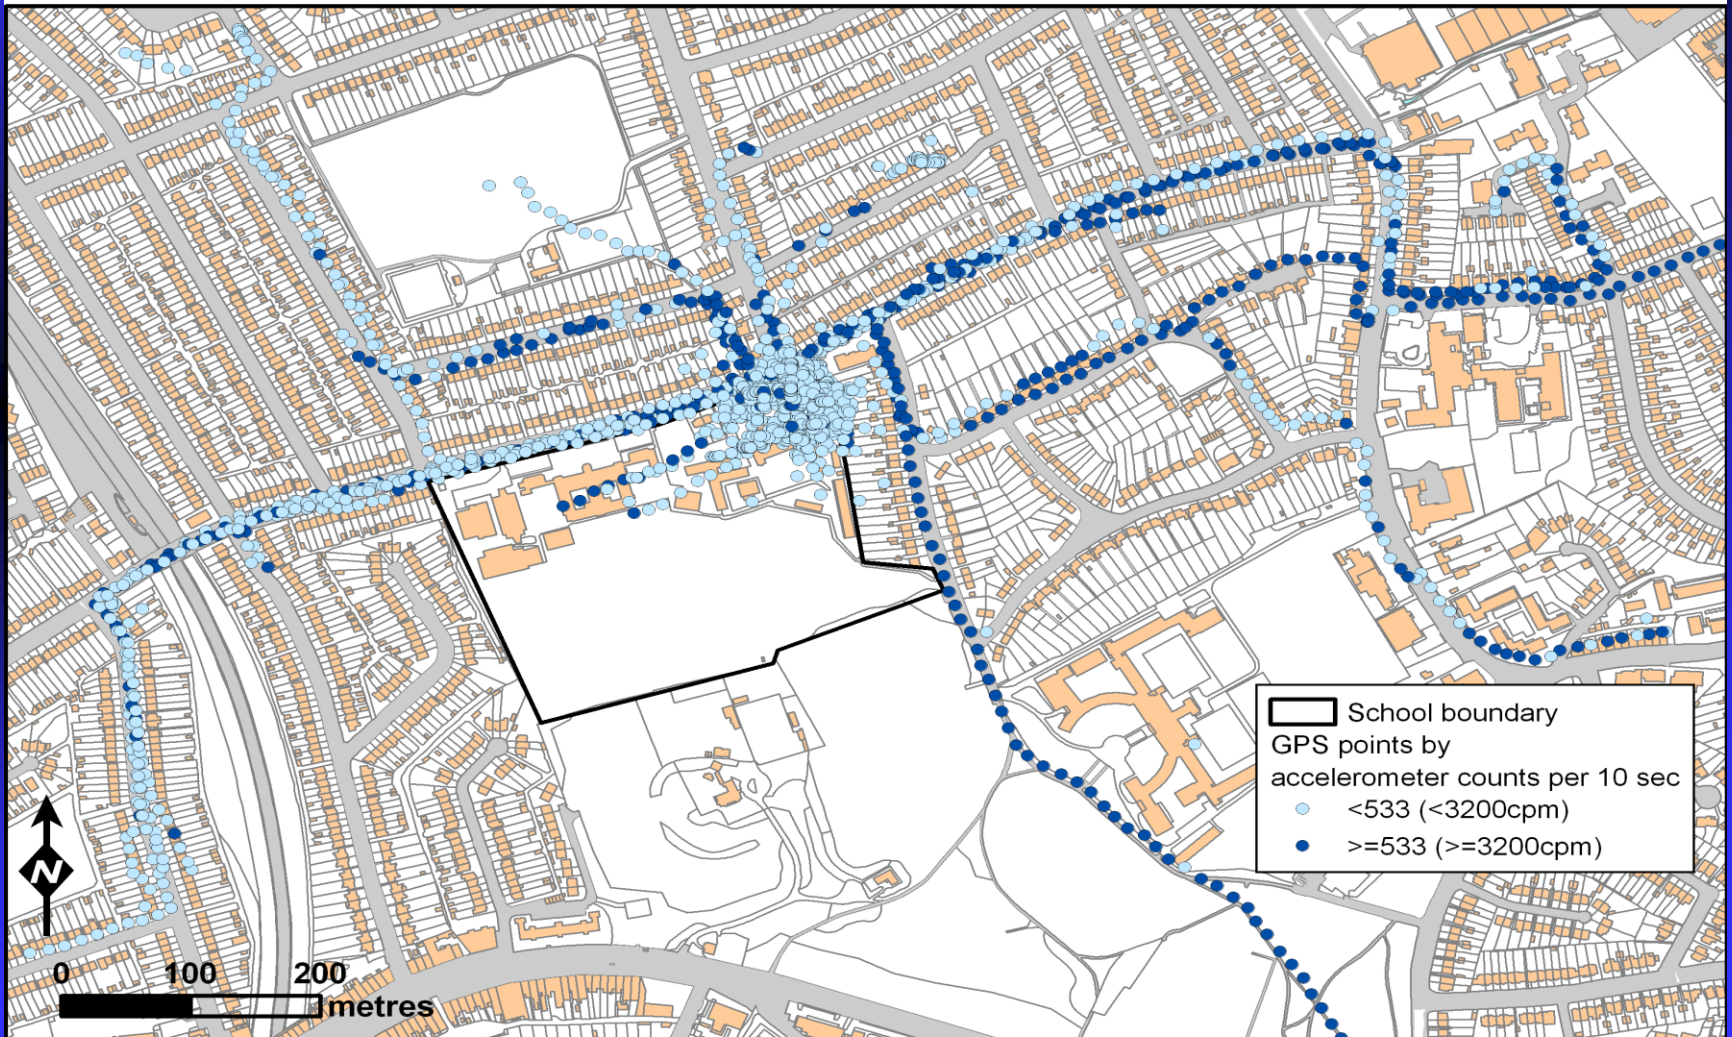 School boundary
GPS points by
accelerometer counts per 10 sec
<533 (<3200cpm)
>=533 (>=3200cpm)
N
0 100 200
metres